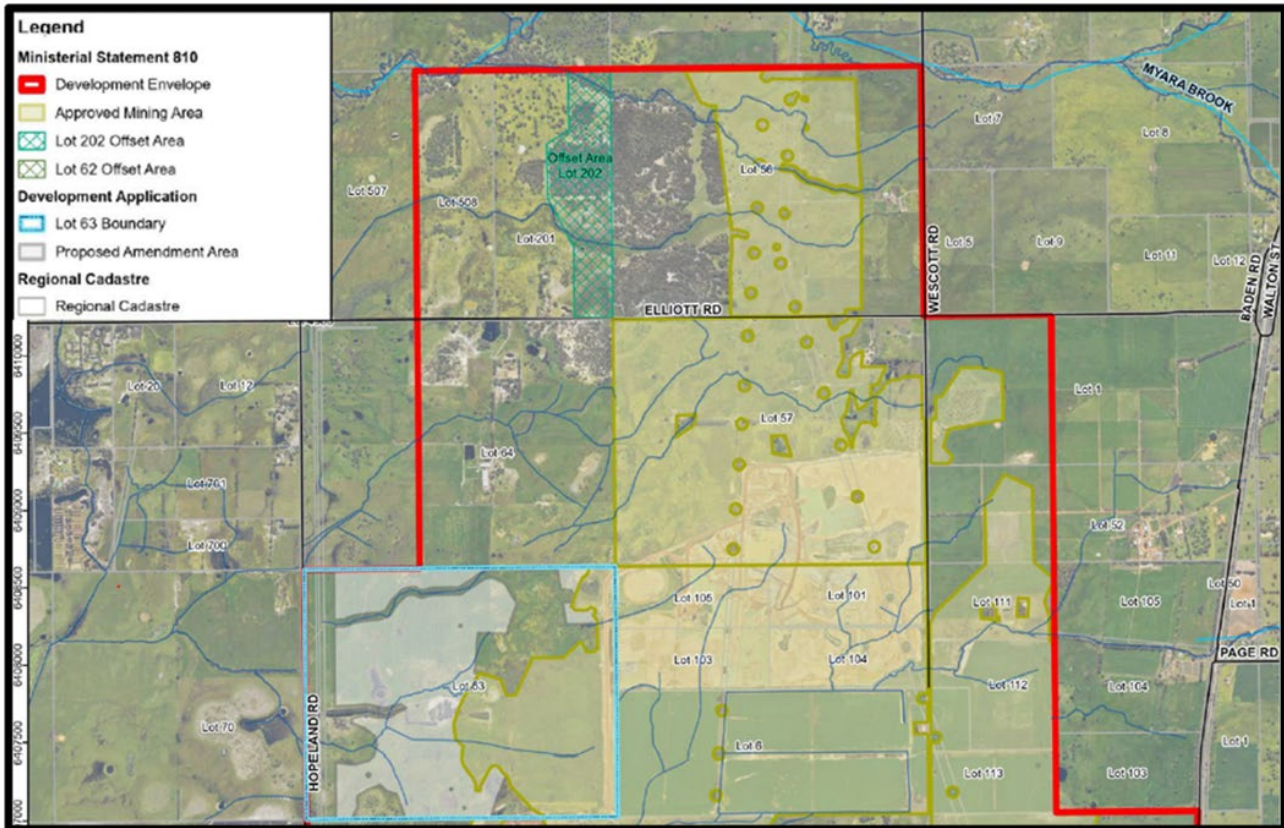 Legend
Ministerial Statement 810
Development Envelope
Approved Mining Area
Lot 202 Offset Area
Lot 62 Offset Area
Development Application
Lot 63 Boundary
Proposed Amendment Area
Regional Cadastre
Regional Cadastre
MYARA BROOK
Lot 7
Lot 8
Offset Area
Lot 202
Lot 56
Lot 507
Lot 508
Lot 201
WESCOTT RD
Lot 5
Lot 9
Lot 11
Lot 12
BADEN RD
WALTON ST
ELLIOTT RD
6410000
Lot 20
Lot 12
Lot 1
Lot 57
Lot 64
Lot 701
Lot 52
Lot 700
6409000
6408500
Lot 50
Lot 106
Lot 101
Lot 111
Lot 105
Lot 1
6408000
Lot 103
Lot 104
PAGE RD
Lot 63
Lot 112
Lot 104
Lot 70
HOPELAND RD
6407500
Lot 6
Lot 1
Lot 113
Lot 103